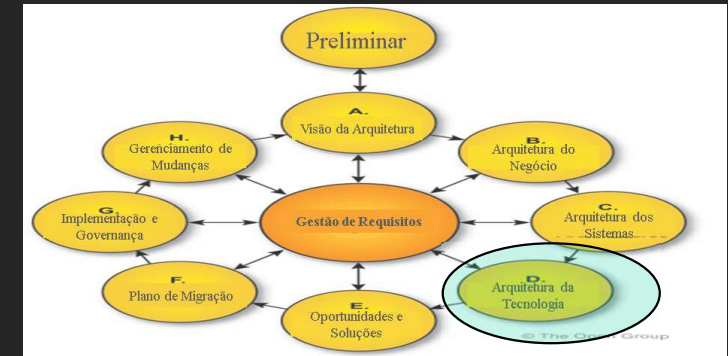 Preliminar
A.
Visão da Arquitetura
H.
Gerenciamento de
Mudanças
B.
Arquitetura do
Negócio
G.
Implementação e
Governança
Gestão de Requisitos
C.
Arquitetura dos
Sistemas
F.
Plano de Migração
D.
Arquitetura da
Tecnologia
E.
Oportunidades e
Soluções
© The Open Group